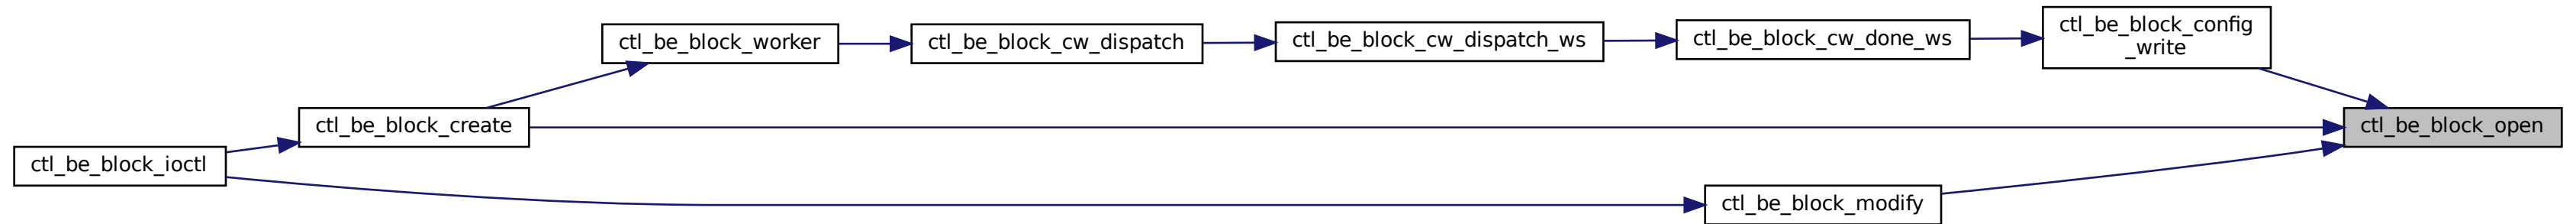 ctl_be_block_worker
ctl_be_block_cw_dispatch
ctl_be_block_cw_dispatch_ws
ctl_be_block_cw_done_ws
ctl_be_block_config
_write
ctl_be_block_create
ctl_be_block_open
ctl_be_block_ioctl
ctl_be_block_modify